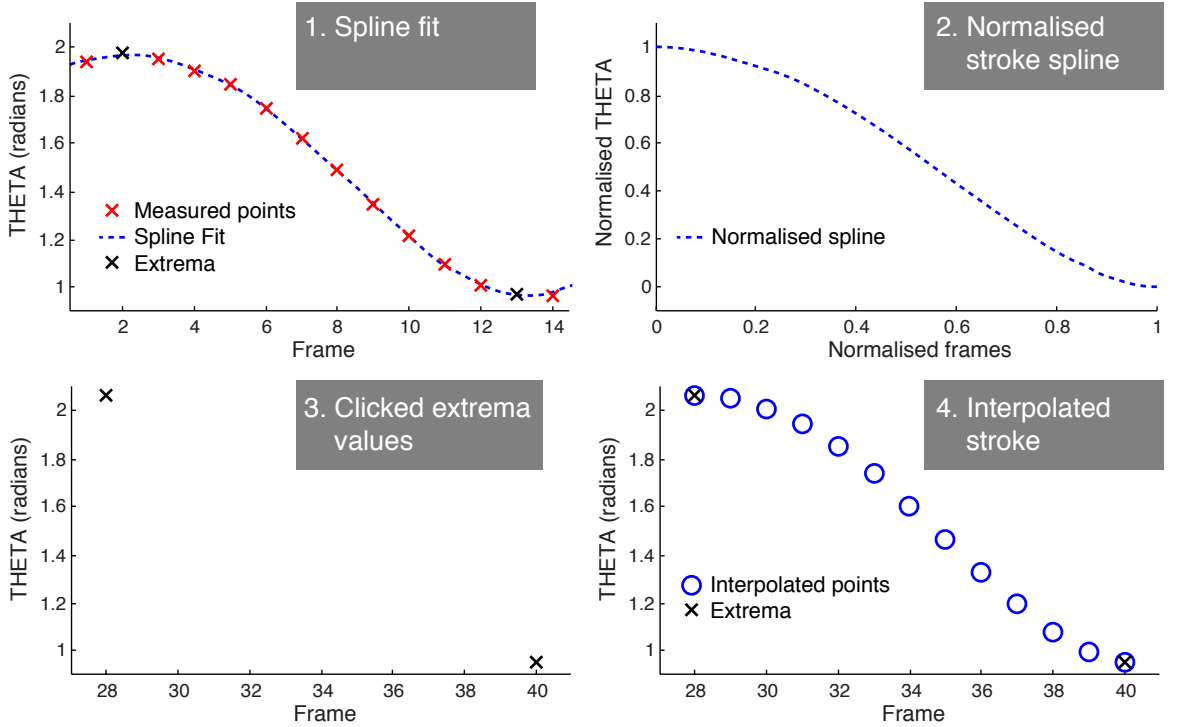 1. Spline fit
THETA (radians)
2
1.8
1.6
1.4
1.2
1
Measured points
Spline Fit
Extrema
2 4 6 8 10 12 14
Frame
2. Normalised
stroke spline
Normalised THETA
1
0.8
0.6
0.4
0.2
0
Normalised spline
0 0.2 0.4 0.6 0.8 1
Normalised frames
3. Clicked extrema
values
THETA (radians)
2
1.8
1.6
1.4
1.2
1
28 30 32 34 36 38 40
Frame
4. Interpolated
stroke
THETA (radians)
2
1.8
1.6
1.4
1.2
1
Interpolated points
Extrema
28 30 32 34 36 38 40
Frame